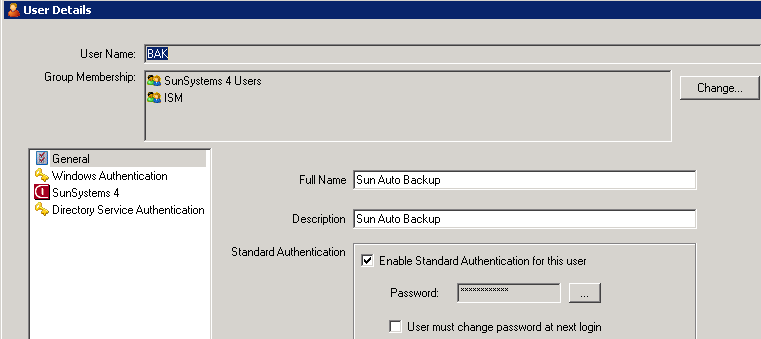 User Details
User Name: BAK
Group Membership: SunSystems 4 Users
ISM
Change...
General
Windows Authentication
SunSystems 4
Directory Service Authentication
Full Name Sun Auto Backup
Description Sun Auto Backup
Standard Authentication
Enable Standard Authentication for this user
Password: ************ ...
User must change password at next login